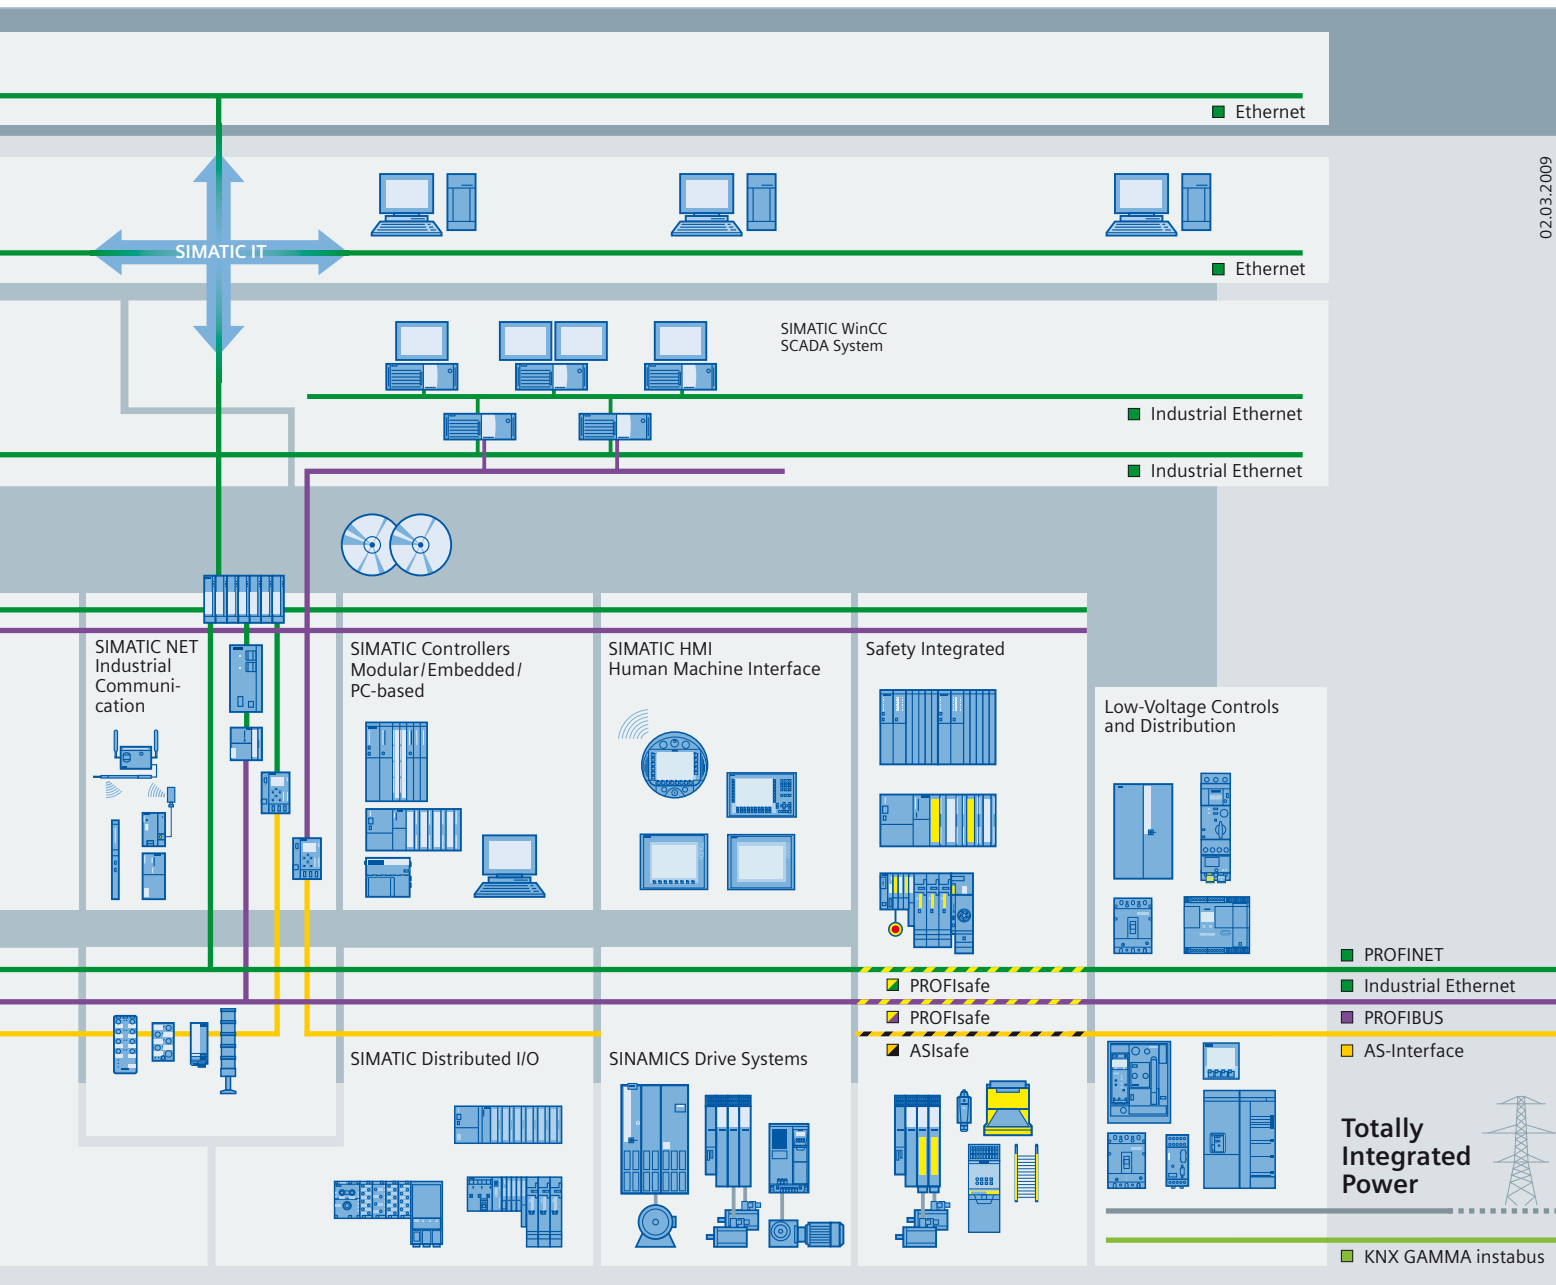 Ethernet
02.03.2009
SIMATIC IT
Ethernet
SIMATIC WinCC
SCADA System
Industrial Ethernet
Industrial Ethernet
SIMATIC NET
Industrial
Communi-
cation
SIMATIC Controllers
Modular/Embedded/
PC-based
SIMATIC HMI
Human Machine Interface
Safety Integrated
Low-Voltage Controls
and Distribution
PROFINET
PROFIsafe
Industrial Ethernet
PROFIsafe
PROFIBUS
ASIsafe
AS-Interface
SIMATIC Distributed I/O
SINAMICS Drive Systems
Totally
Integrated
Power
KNX GAMMA instabus